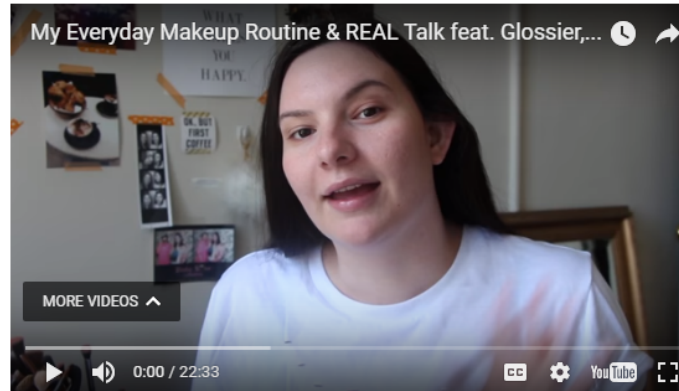 My Everyday Makeup Routine & REAL Talk feat. Glossier,...
WHAT
YOU
HAPPY.
OK, BUT
FIRST
COFFEE
MORE VIDEOS
0:00 / 22:33
CC
YouTube